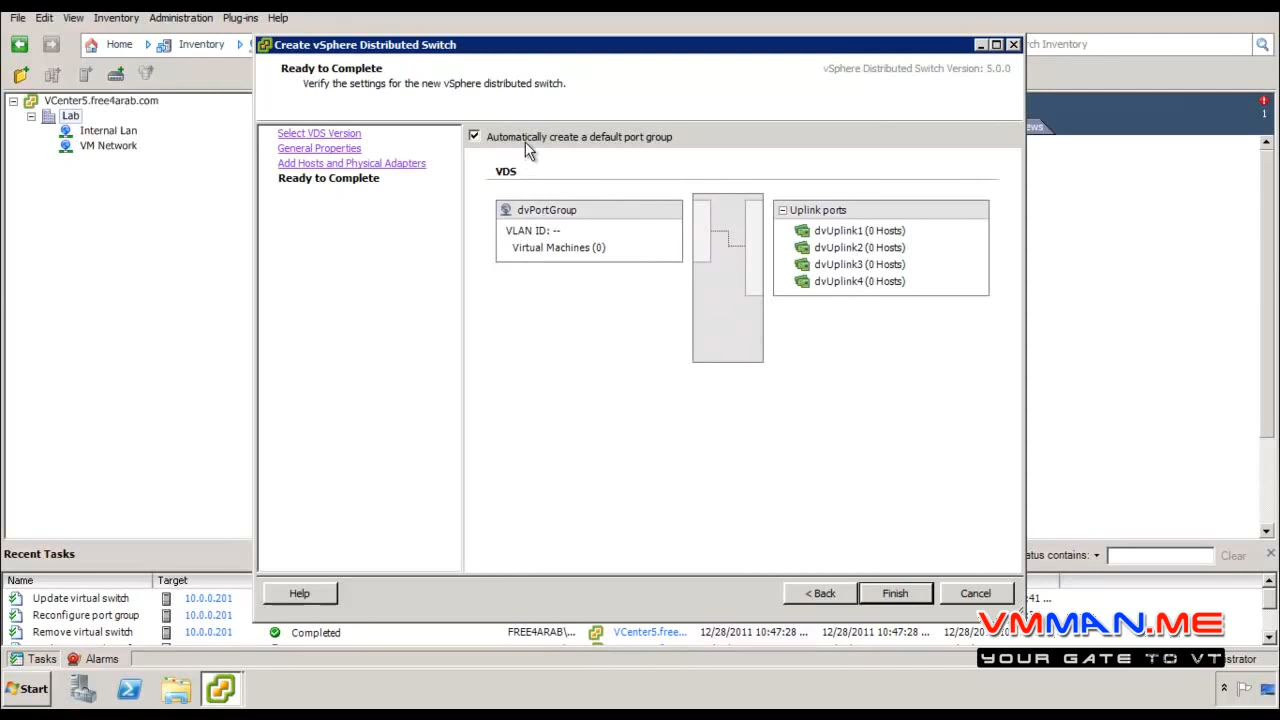 File Edit View Inventory Administration Plug-ins Help
Home Inventory
Create vSphere Distributed Switch
Inventory
Ready to Complete
Verify the settings for the new vSphere distributed switch.
vSphere Distributed Switch Version: 5.0.0
VCenter5.free4arab.com
Lab
Internal Lan
VM Network
1
ews
Select VDS Version
General Properties
Add Hosts and Physical Adapters
Ready to Complete
Automatically create a default port group
VDS
dvPortGroup
VLAN ID: --
Virtual Machines (0)
Uplink ports
dvUplink1 (0 Hosts)
dvUplink2 (0 Hosts)
dvUplink3 (0 Hosts)
dvUplink4 (0 Hosts)
Recent Tasks
atus contains: Clear
Name Target
Update virtual switch 10.0.0.201
Reconfigure port group 10.0.0.201
Remove virtual switch 10.0.0.201
Help < Back Finish Cancel
:41 ...
Completed FREE4ARAB\... VCenter5.free... 12/28/2011 10:47:28 ... 12/28/2011 10:47:28 ... 12/28/20
VMMAN.ME
YOUR GATE TO VT
Tasks Alarms
istrator
Start